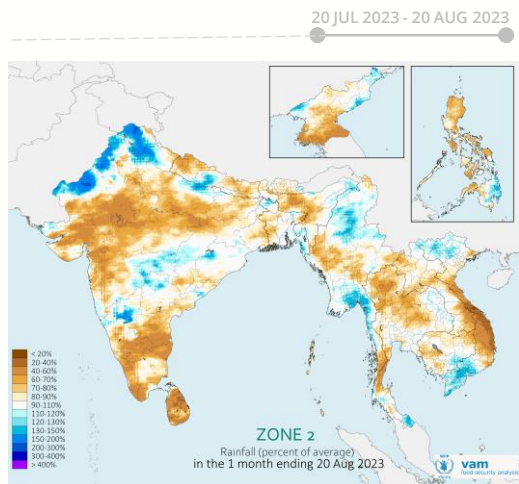 20 JUL 2023 - 20 AUG 2023
< 20%
20-40%
40-60%
60-70%
70-80%
80-90%
90-110%
110-120%
120-130%
130-150%
150-200%
200-300%
300-400%
> 400%
ZONE 2
Rainfall (percent of average)
in the 1 month ending 20 Aug 2023
WFP
vam
food security analysis